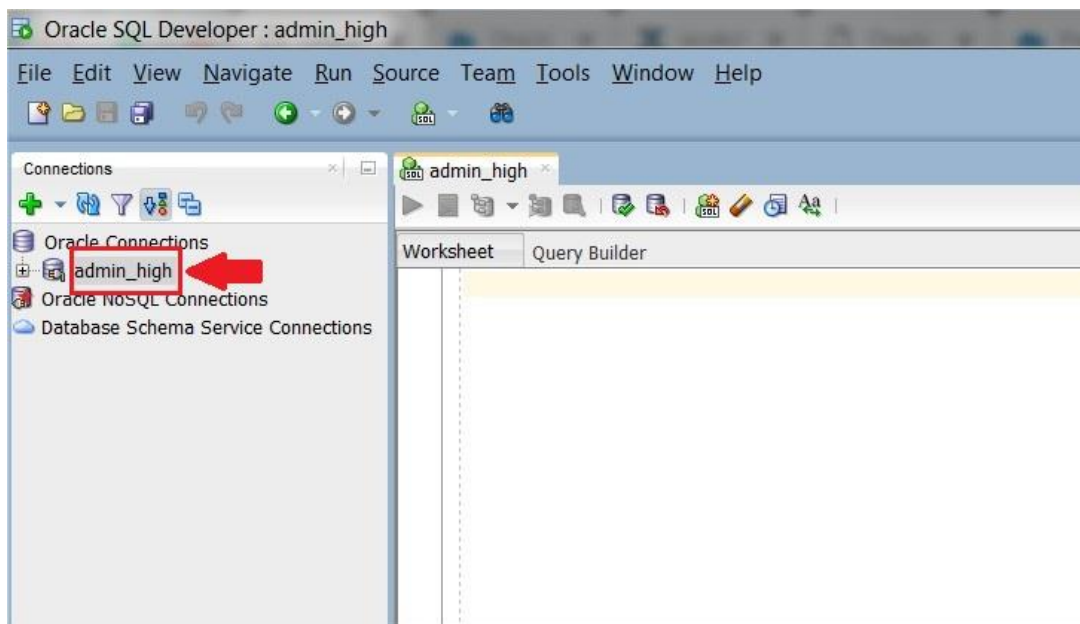 Oracle SQL Developer : admin_high
File Edit View Navigate Run Source Team Tools Window Help
Connections
admin_high
Oracle Connections
admin_high
Oracle NoSQL Connections
Database Schema Service Connections
Worksheet Query Builder